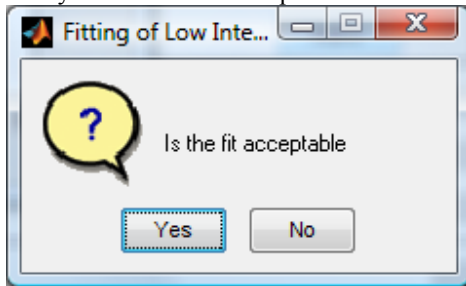 Fitting of Low Inte...
?
Is the fit acceptable
Yes
No